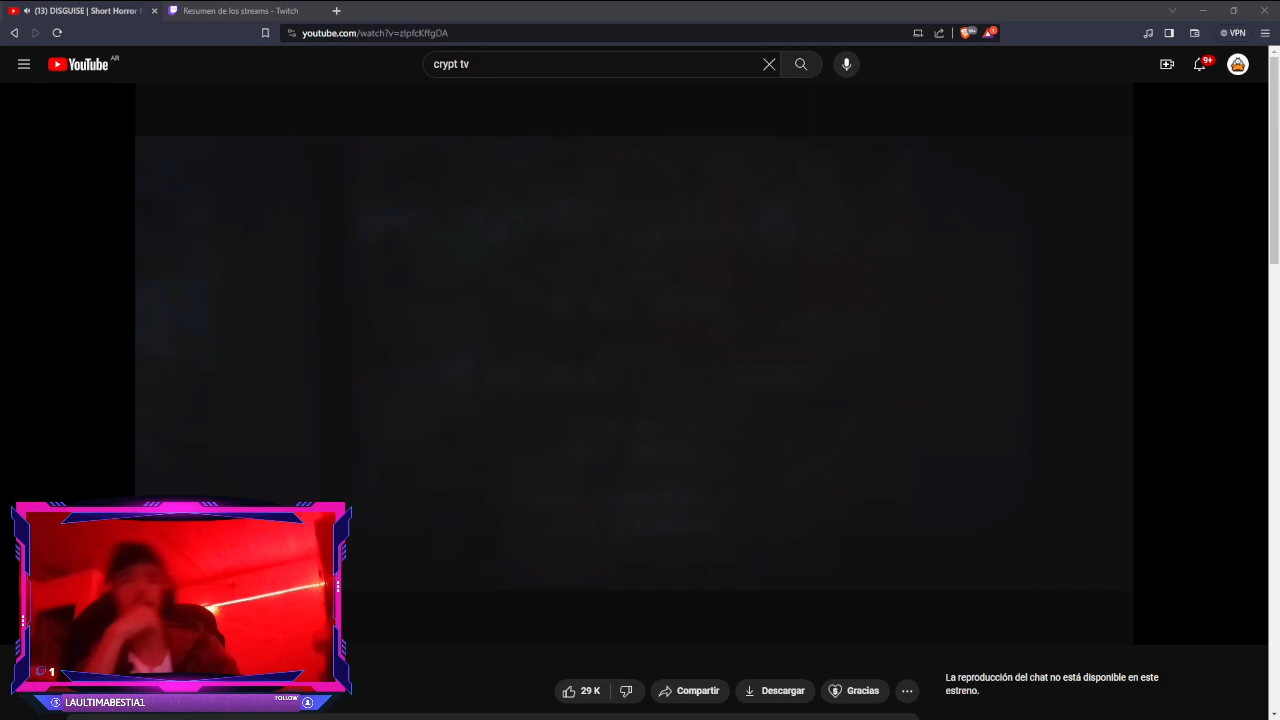 (13) DISGUISE | Short Horror F
Resumen de los streams - Twitch
youtube.com/watch?v=zIpfcKffgDA
VPN
YouTube AR
crypt tv
9+
29 K
Compartir
Descargar
Gracias
La reproducción del chat no está disponible en este
estreno.
1
FOLLOW
LAULTIMABESTIA1